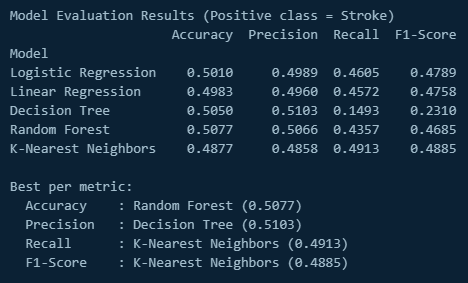 Model Evaluation Results (Positive class = Stroke)
Accuracy Precision Recall F1-Score
Model
Logistic Regression 0.5010 0.4989 0.4605 0.4789
Linear Regression 0.4983 0.4960 0.4572 0.4758
Decision Tree 0.5050 0.5103 0.1493 0.2310
Random Forest 0.5077 0.5066 0.4357 0.4685
K-Nearest Neighbors 0.4877 0.4858 0.4913 0.4885
Best per metric:
Accuracy : Random Forest (0.5077)
Precision : Decision Tree (0.5103)
Recall : K-Nearest Neighbors (0.4913)
F1-Score : K-Nearest Neighbors (0.4885)